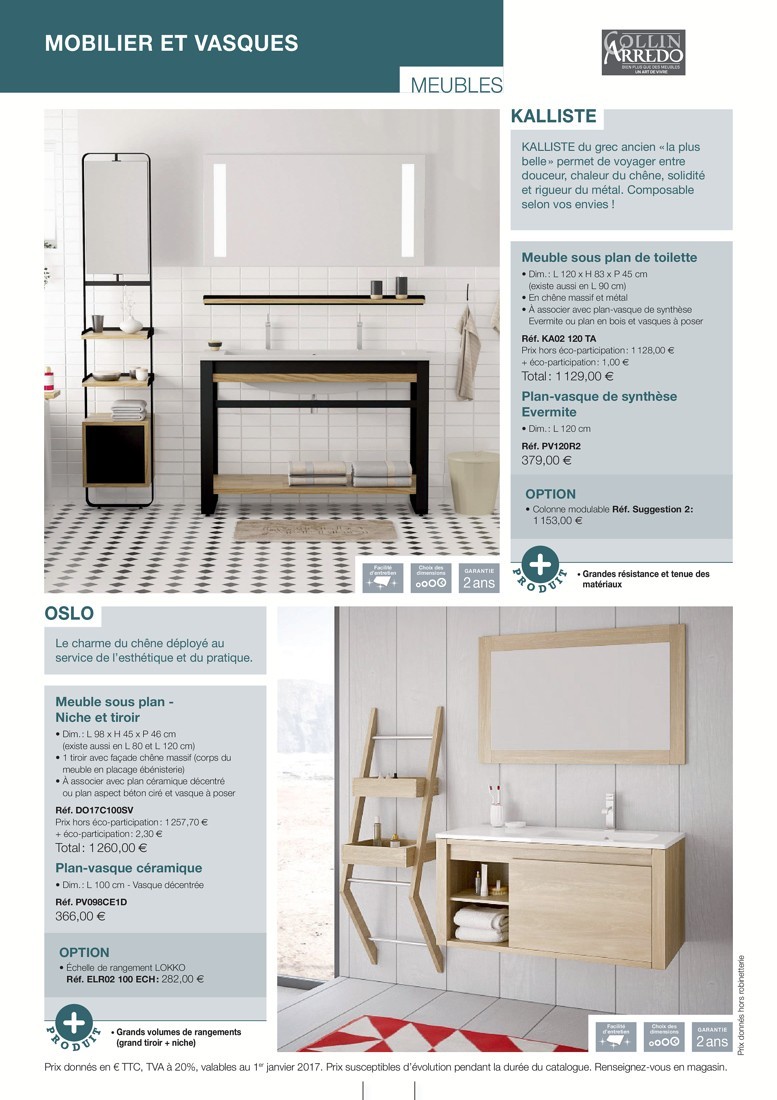 MOBILIER ET VASQUES
MEUBLES
COLLIN
ARREDO
BIEN PLUS QUE DES MEUBLES
UN ART DE VIVRE
KALLISTE
KALLISTE du grec ancien «la plus
belle» permet de voyager entre
douceur, chaleur du chêne, solidité
et rigueur du métal. Composable
selon vos envies !
Meuble sous plan de toilette
• Dim.: L 120 x H 83 x P 45 cm
(existe aussi en L 90 cm)
• En chêne massif et métal
• À associer avec plan-vasque de synthèse
Evermite ou plan en bois et vasques à poser
Réf. KA02 120 TA
Prix hors éco-participation: 1 128,00 €
+ éco-participation: 1,00 €
Total: 1 129,00 €
Plan-vasque de synthèse
Evermite
• Dim.: L 120 cm
Réf. PV120R2
379,00 €
OPTION
• Colonne modulable Réf. Suggestion 2:
1 153,00 €
PRODUIT
• Grandes résistance et tenue des
matériaux
Facilité
d'entretien
Choix des
dimensions
GARANTIE
2 ans
OSLO
Le charme du chêne déployé au
service de l'esthétique et du pratique.
Meuble sous plan -
Niche et tiroir
• Dim.: L 98 x H 45 x P 46 cm
(existe aussi en L 80 et L 120 cm)
• 1 tiroir avec façade chêne massif (corps du
meuble en placage ébénisterie)
• À associer avec plan céramique décentré
ou plan aspect béton ciré et vasque à poser
Réf. DO17C100SV
Prix hors éco-participation: 1 257,70 €
+ éco-participation: 2,30 €
Total: 1 260,00 €
Plan-vasque céramique
• Dim.: L 100 cm - Vasque décentrée
Réf. PV098CE1D
366,00 €
OPTION
• Échelle de rangement LOKKO
Réf. ELR02 100 ECH: 282,00 €
PRODUIT
• Grands volumes de rangements
(grand tiroir + niche)
Facilité
d'entretien
Choix des
dimensions
GARANTIE
2 ans
Prix donnés hors robinetterie
Prix donnés en € TTC, TVA à 20%, valables au 1er janvier 2017. Prix susceptibles d'évolution pendant la durée du catalogue. Renseignez-vous en magasin.